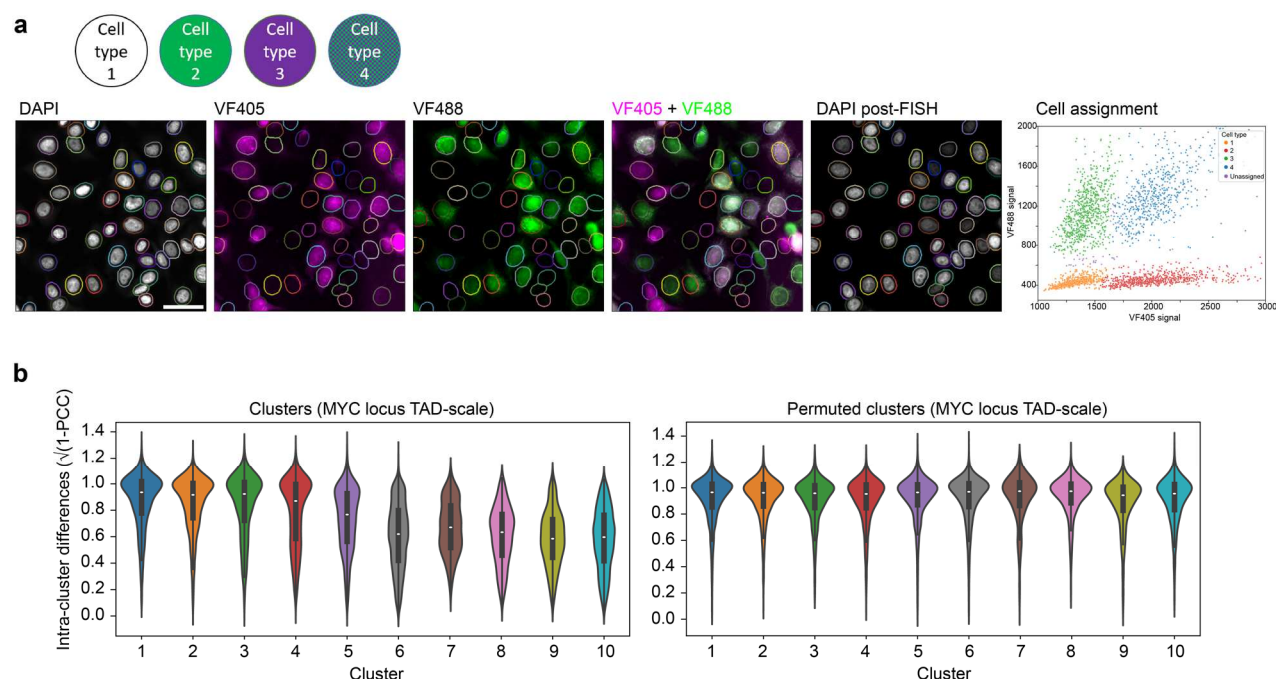 a
Cell type 1
Cell type 2
Cell type 3
Cell type 4
DAPI
VF405
VF488
VF405 + VF488
DAPI post-FISH
Cell assignment
2000
1600
1200
800
400
VF488 signal
1000 1500 2000 2500 3000
VF405 signal
Cell type
1
2
3
4
Unassigned
b
Clusters (MYC locus TAD-scale)
Intra-cluster differences (√(1-PCC)
1.4
1.2
1.0
0.8
0.6
0.4
0.2
0.0
1 2 3 4 5 6 7 8 9 10
Cluster
Permuted clusters (MYC locus TAD-scale)
1.4
1.2
1.0
0.8
0.6
0.4
0.2
0.0
1 2 3 4 5 6 7 8 9 10
Cluster